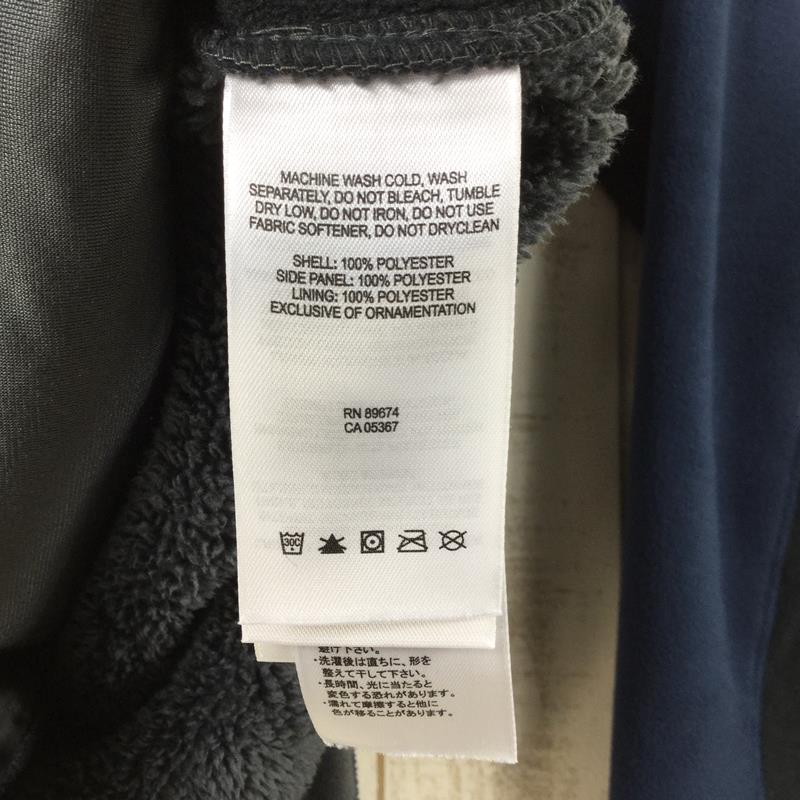 MACHINE WASH COLD, WASH
SEPARATELY, DO NOT BLEACH, TUMBLE
DRY LOW, DO NOT IRON, DO NOT USE
FABRIC SOFTENER, DO NOT DRYCLEAN
SHELL: 100% POLYESTER
SIDE PANEL: 100% POLYESTER
LINING: 100% POLYESTER
EXCLUSIVE OF ORNAMENTATION
RN 89674
CA 05367
30C
避け下さい。
・洗濯後は直ちに、形を
整えて干して下さい。
・長時間、光に当たると
変色する恐れがあります。
・濡れて摩擦すると他に
色が移ることがあります。